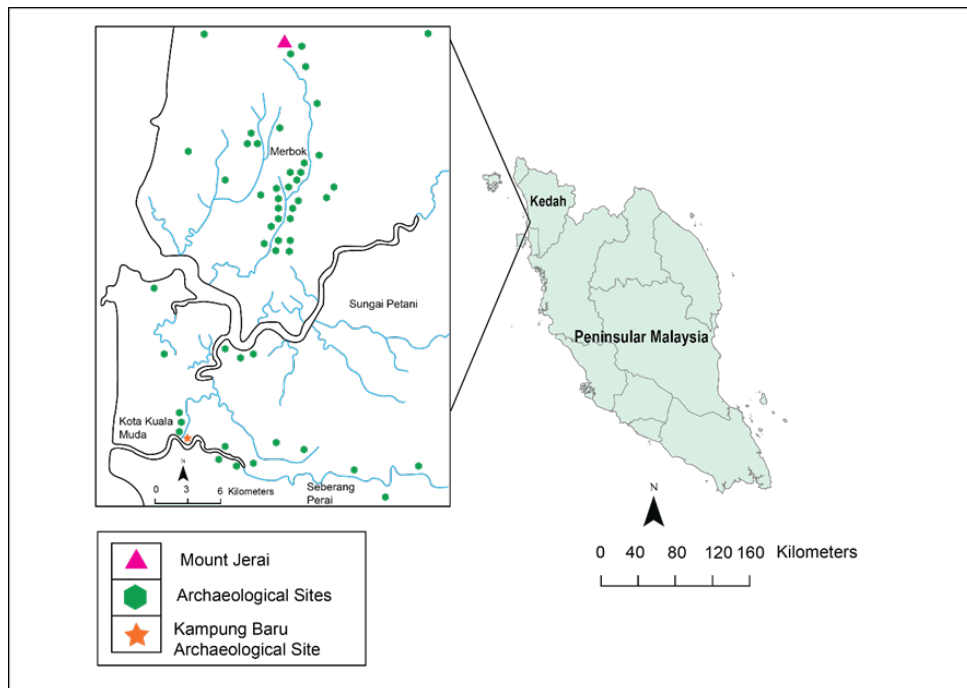 Merbok
Sungai Petani
Kota Kuala
Muda
N
0 3 6 Kilometers
Seberang
Perai
Kedah
Peninsular Malaysia
N
0 40 80 120 160 Kilometers
Mount Jerai
Archaeological Sites
Kampung Baru
Archaeological Site